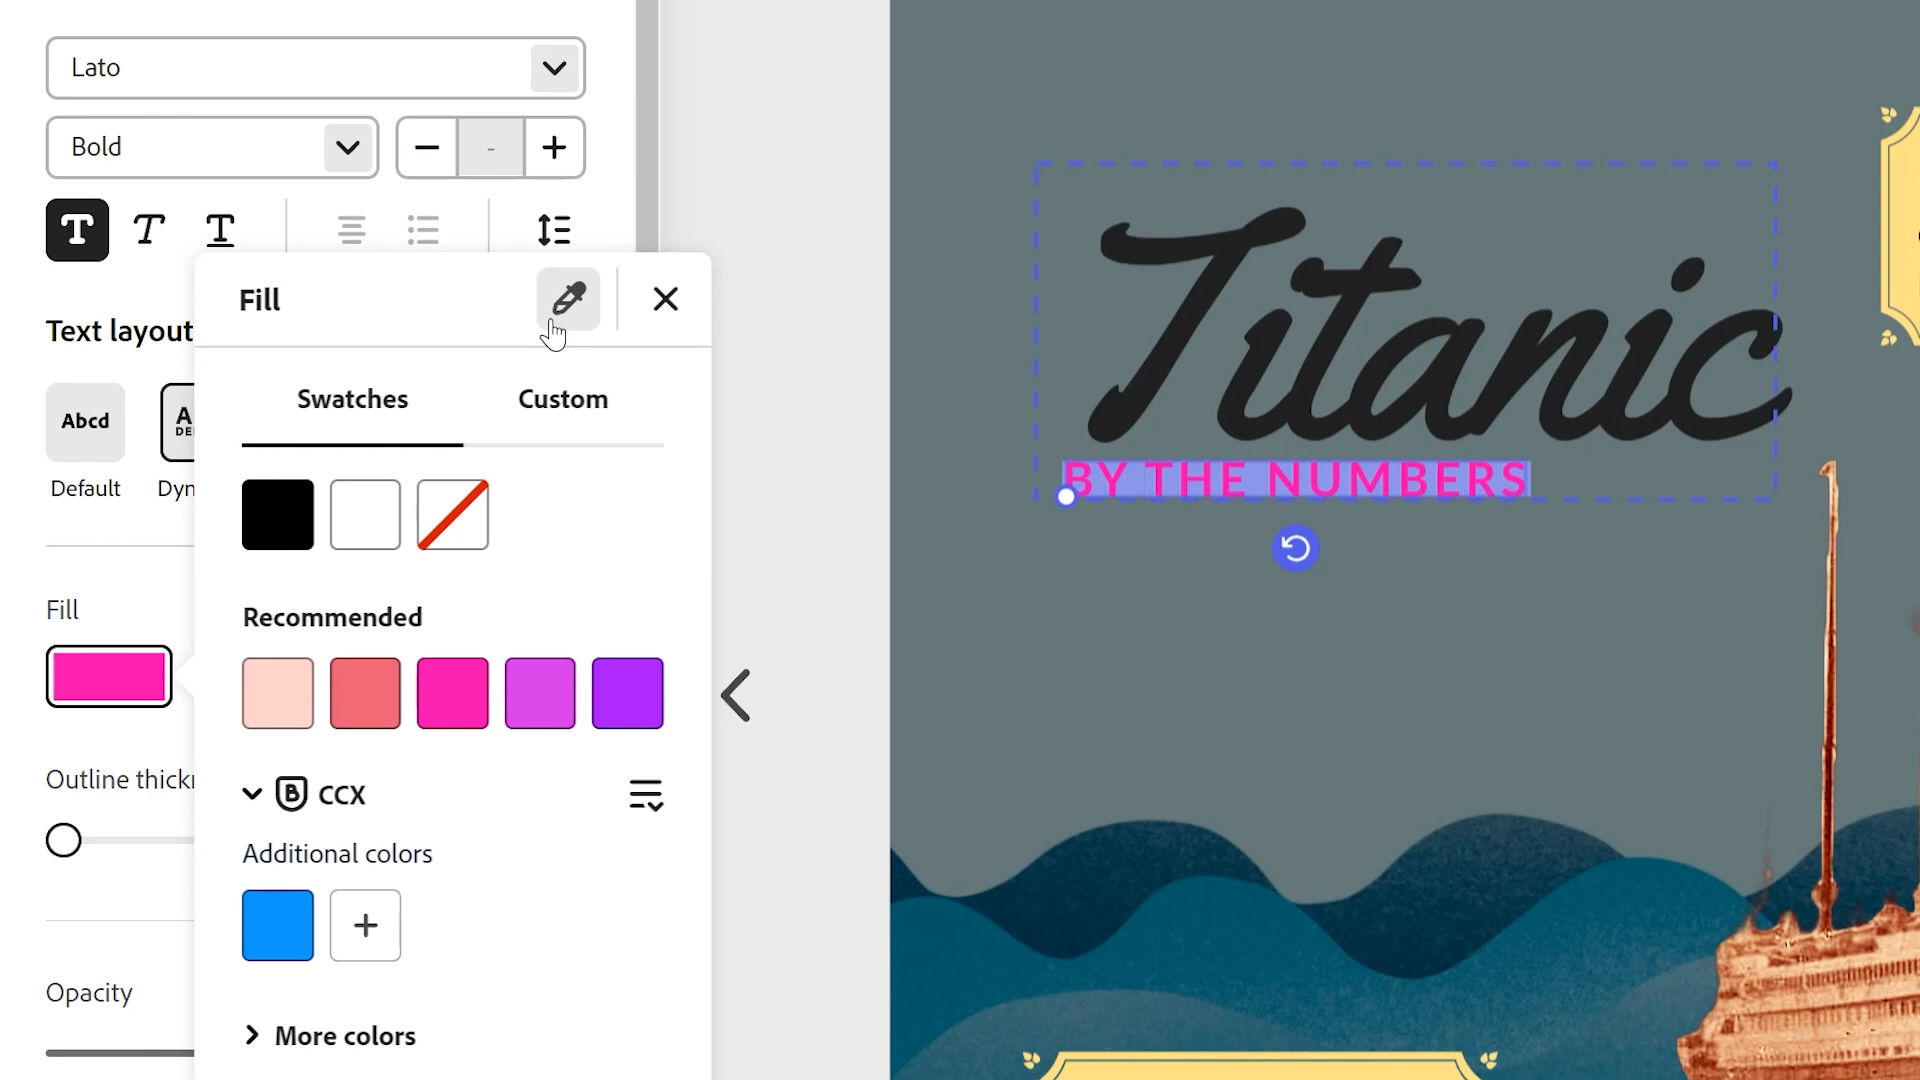 Lato
Bold
-
T T T
Text layout
Abcd
Default
Dyn
Fill
Outline thick
Opacity
Fill
Swatches
Custom
Recommended
B CCX
Additional colors
+
More colors
Titanic
BY THE NUMBERS